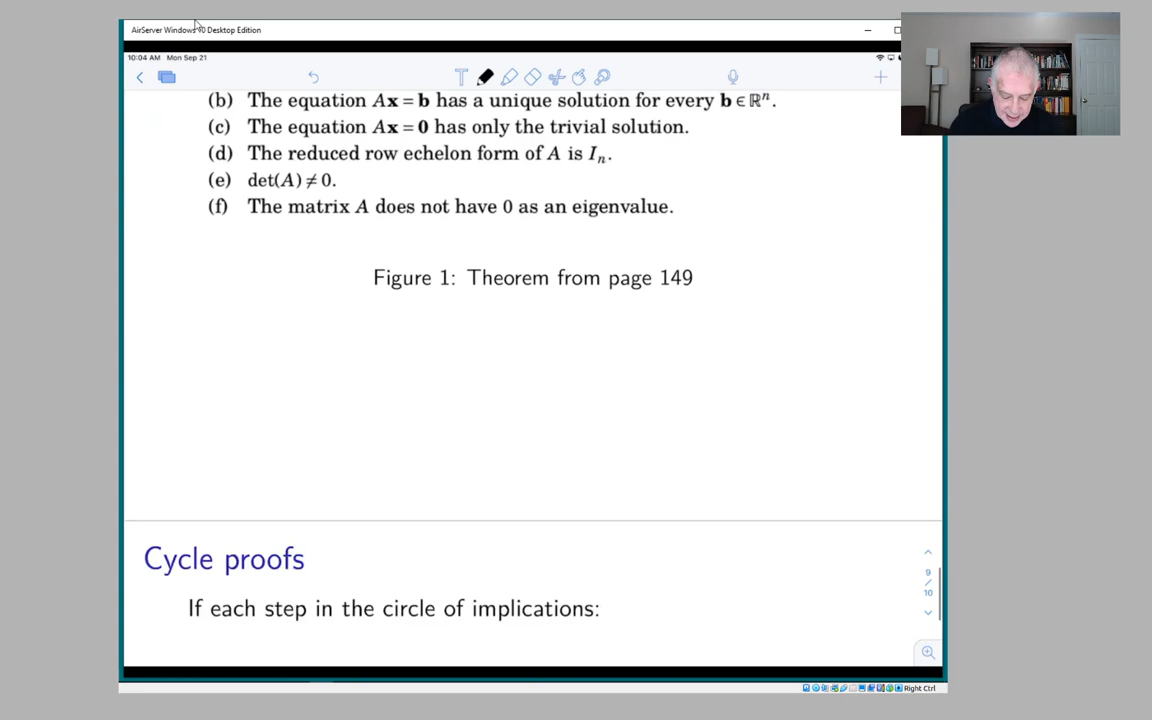 AirServer Windows 10 Desktop Edition
10:04 AM Mon Sep 21
(b) The equation Ax = b has a unique solution for every b ∈ ℝⁿ.
(c) The equation Ax = 0 has only the trivial solution.
(d) The reduced row echelon form of A is Iₙ.
(e) det(A) ≠ 0.
(f) The matrix A does not have 0 as an eigenvalue.
Figure 1: Theorem from page 149
Cycle proofs
If each step in the circle of implications:
9
/
10
Right Ctrl